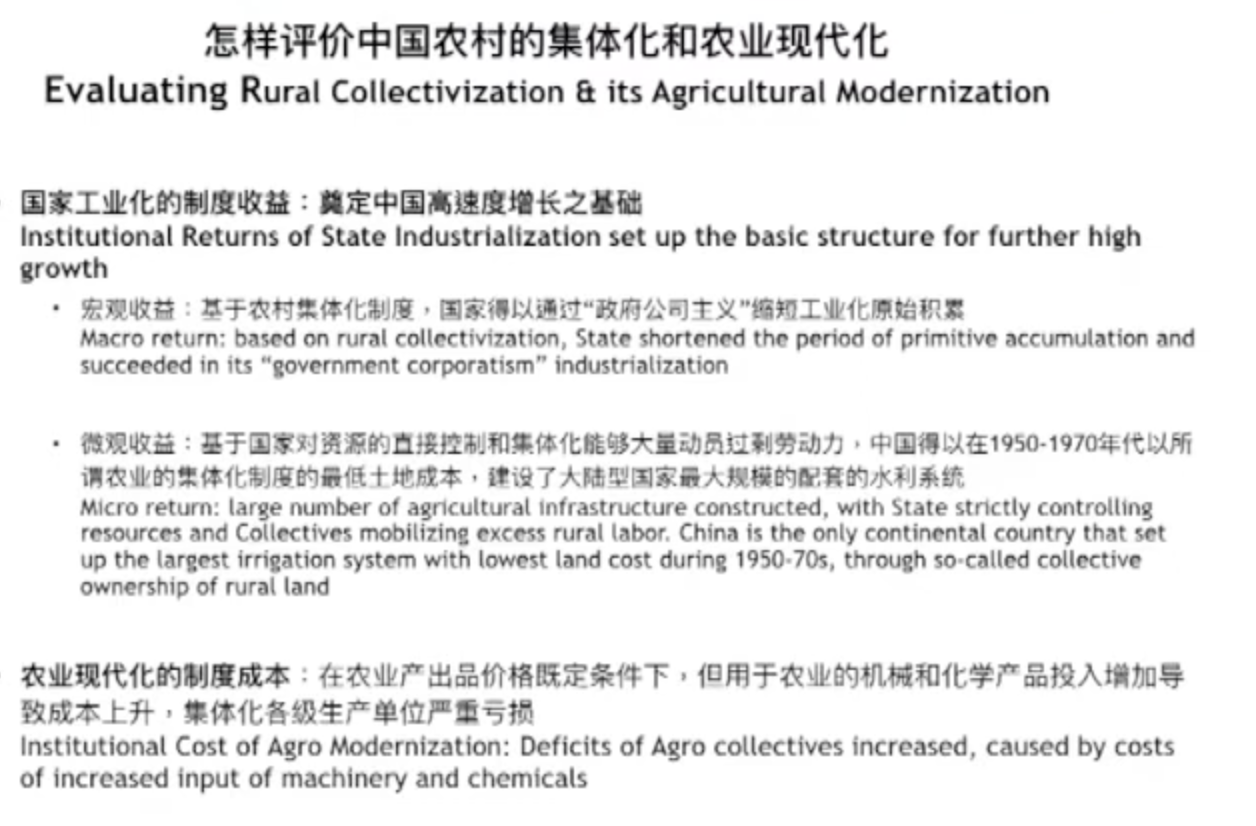 怎样评价中国农村的集体化和农业现代化
Evaluating Rural Collectivization & its Agricultural Modernization
国家工业化的制度收益：奠定中国高速度增长之基础
Institutional Returns of State Industrialization set up the basic structure for further high
growth
• 宏观收益：基于农村集体化制度，国家得以通过“政府公司主义”缩短工业化原始积累
Macro return: based on rural collectivization, State shortened the period of primitive accumulation and
succeeded in its “government corporatism” industrialization
• 微观收益：基于国家对资源的直接控制和集体化能够大量动员过剩劳动力，中国得以在1950-1970年代以所
谓农业的集体化制度的最低土地成本，建设了大陆型国家最大规模的配套的水利系统
Micro return: large number of agricultural infrastructure constructed, with State strictly controlling
resources and Collectives mobilizing excess rural labor. China is the only continental country that set
up the largest irrigation system with lowest land cost during 1950-70s, through so-called collective
ownership of rural land
农业现代化的制度成本：在农业产出品价格既定条件下，但用于农业的机械和化学产品投入增加导
致成本上升，集体化各级生产单位严重亏损
Institutional Cost of Agro Modernization: Deficits of Agro collectives increased, caused by costs
of increased input of machinery and chemicals